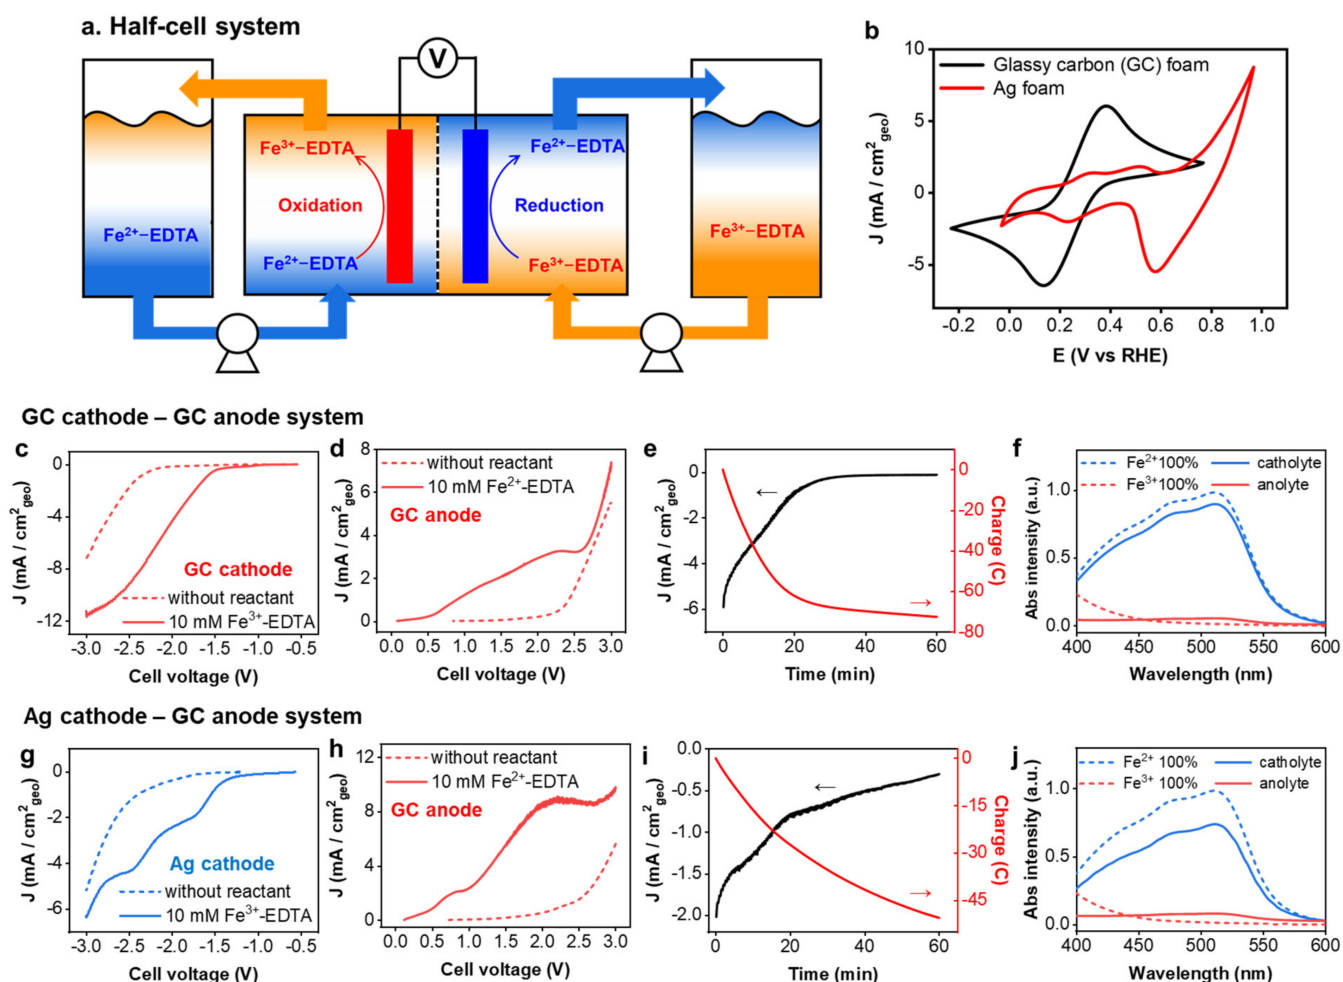 a. Half-cell system
V
Fe³⁺−EDTA
Oxidation
Fe²⁺−EDTA
Fe²⁺−EDTA
Reduction
Fe³⁺−EDTA
Fe²⁺−EDTA
Fe³⁺−EDTA
b
Glassy carbon (GC) foam
Ag foam
J (mA / cm²geo)
10
5
0
-5
-0.2 0.0 0.2 0.4 0.6 0.8 1.0
E (V vs RHE)
GC cathode – GC anode system
c
J (mA / cm²geo)
0
-4
-8
-12
GC cathode
without reactant
10 mM Fe³⁺-EDTA
-3.0 -2.5 -2.0 -1.5 -1.0 -0.5
Cell voltage (V)
d
J (mA / cm²geo)
8
6
4
2
0
without reactant
10 mM Fe²⁺-EDTA
GC anode
0.0 0.5 1.0 1.5 2.0 2.5 3.0
Cell voltage (V)
e
J (mA / cm²geo)
0
-2
-4
-6
←
→
0
-20
-40
-60
-80
Charge (C)
0 20 40 60
Time (min)
f
Abs intensity (a.u.)
1.0
0.5
0.0
Fe²⁺100% catholyte
Fe³⁺100% anolyte
400 450 500 550 600
Wavelength (nm)
Ag cathode – GC anode system
g
J (mA / cm²geo)
0
-2
-4
-6
Ag cathode
without reactant
10 mM Fe³⁺-EDTA
-3.0 -2.5 -2.0 -1.5 -1.0 -0.5
Cell voltage (V)
h
J (mA / cm²geo)
12
8
4
0
without reactant
10 mM Fe²⁺-EDTA
GC anode
0.0 0.5 1.0 1.5 2.0 2.5 3.0
Cell voltage (V)
i
J (mA / cm²geo)
0.0
-0.5
-1.0
-1.5
-2.0
←
→
0
-15
-30
-45
Charge (C)
0 20 40 60
Time (min)
j
Abs intensity (a.u.)
1.0
0.5
0.0
Fe²⁺ 100% catholyte
Fe³⁺ 100% anolyte
400 450 500 550 600
Wavelength (nm)